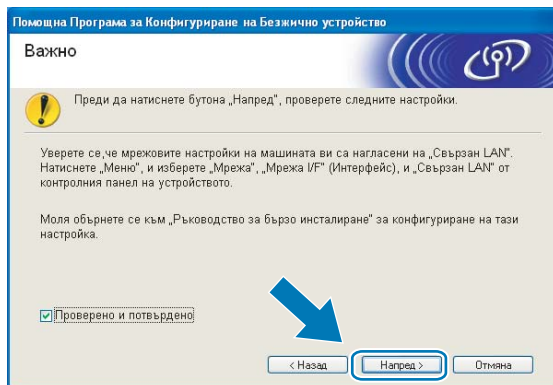 Помощна Програма за Конфигуриране на Безжично устройство
Важно
Преди да натиснете бутона „Напред", проверете следните настройки.
Уверете се,че мрежовите настройки на машината ви са нагласени на „Свързан LAN".
Натиснете „Меню", и изберете „Мрежа", „Мрежа I/F" (Интерфейс), и „Свързан LAN" от
контролния панел на устройството.
Моля обърнете се към „Ръководство за бързо инсталиране" за конфигуриране на тази
настройка.
Проверено и потвърдено
< Назад Напред > Отмяна